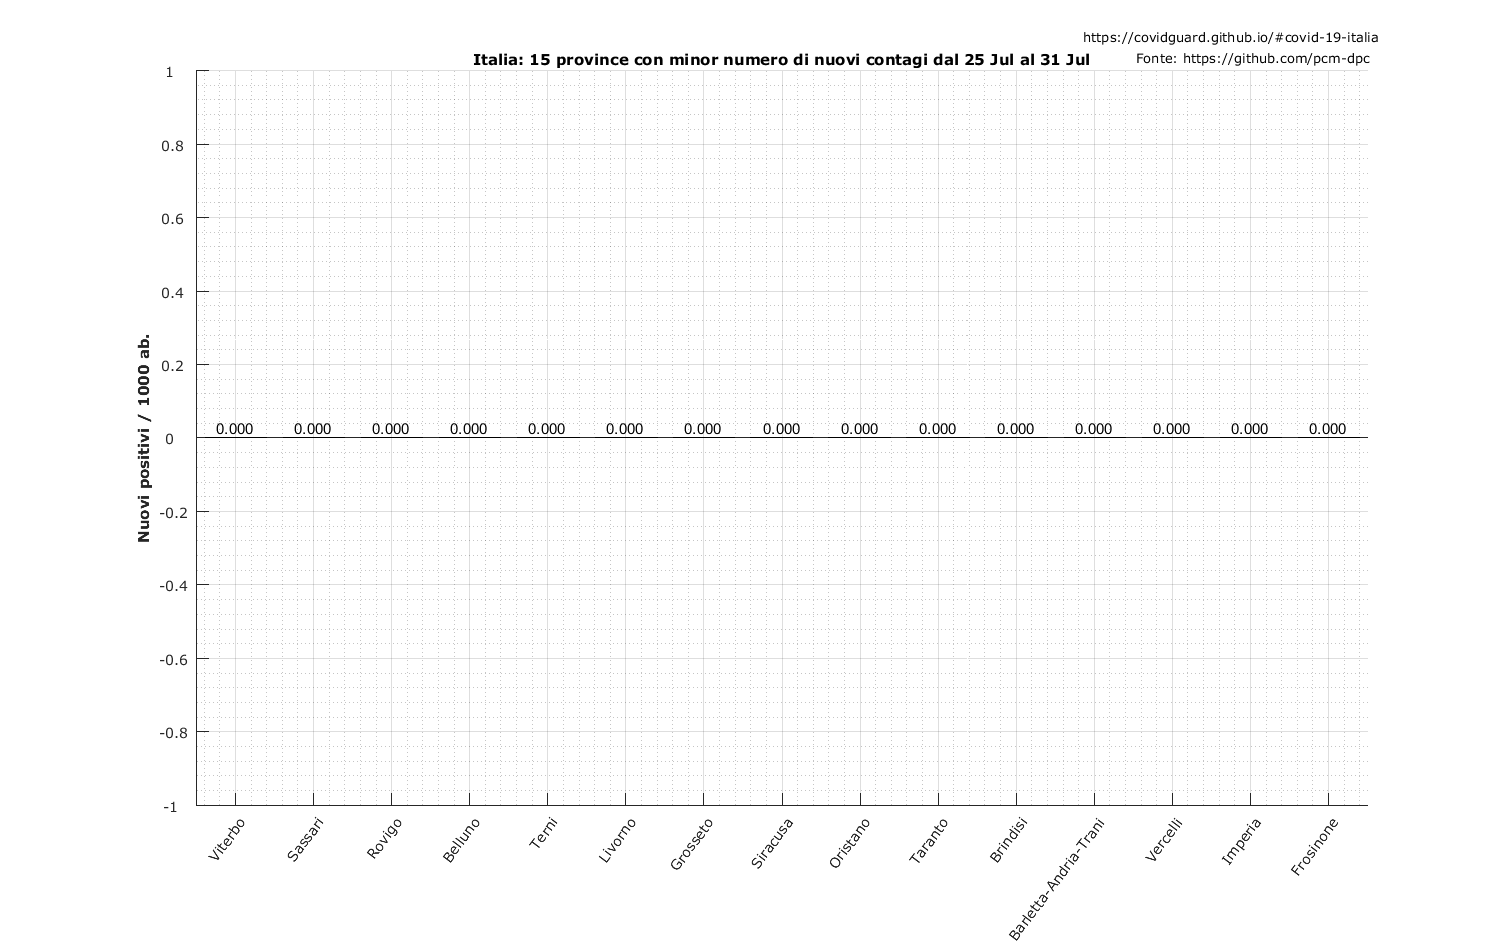 https://covidguard.github.io/#covid-19-italia
Italia: 15 province con minor numero di nuovi contagi dal 25 Jul al 31 Jul
Fonte: https://github.com/pcm-dpc
Nuovi positivi / 1000 ab.
1
0.8
0.6
0.4
0.2
0
-0.2
-0.4
-0.6
-0.8
-1
0.000 0.000 0.000 0.000 0.000 0.000 0.000 0.000 0.000 0.000 0.000 0.000 0.000 0.000 0.000
Viterbo
Sassari
Rovigo
Belluno
Terni
Livorno
Grosseto
Siracusa
Oristano
Taranto
Brindisi
Barletta-Andria-Trani
Vercelli
Imperia
Frosinone